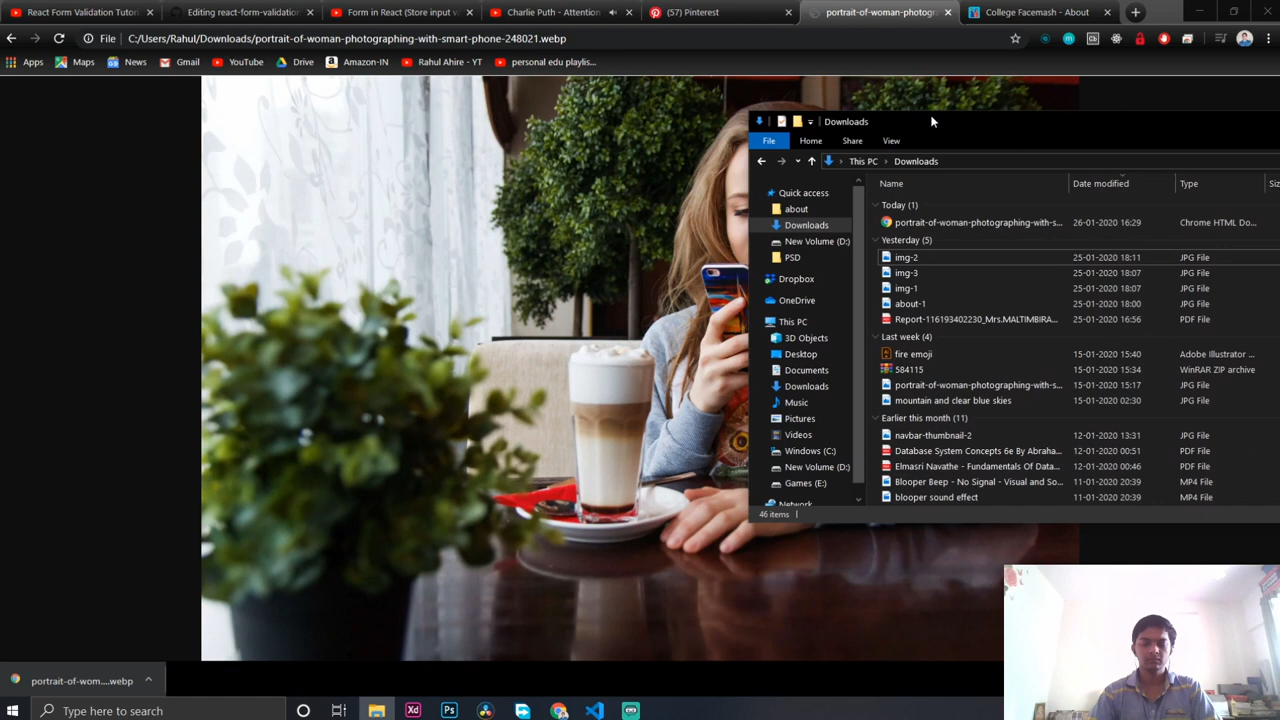 React Form Validation Tutori
Editing react-form-validation
Form in React (Store input v
Charlie Puth - Attention
(57) Pinterest
portrait-of-woman-photogr
College Facemash - About
File
C:/Users/Rahul/Downloads/portrait-of-woman-photographing-with-smart-phone-248021.webp
Apps
Maps
News
Gmail
YouTube
Drive
Amazon-IN
Rahul Ahire - YT
personal edu playlis...
Downloads
File
Home
Share
View
This PC
Downloads
Name
Date modified
Type
Siz
Quick access
about
Downloads
New Volume (D:)
PSD
Dropbox
OneDrive
This PC
3D Objects
Desktop
Documents
Downloads
Music
Pictures
Videos
Windows (C:)
New Volume (D:)
Games (E:)
Network
Today (1)
portrait-of-woman-photographing-with-s... 26-01-2020 16:29 Chrome HTML Do...
Yesterday (5)
img-2 25-01-2020 18:11 JPG File
img-3 25-01-2020 18:07 JPG File
img-1 25-01-2020 18:07 JPG File
about-1 25-01-2020 18:00 JPG File
Report-116193402230_Mrs.MALTIMBIRA... 25-01-2020 16:56 PDF File
Last week (4)
fire emoji 15-01-2020 15:40 Adobe Illustrator ...
584115 15-01-2020 15:34 WinRAR ZIP archive
portrait-of-woman-photographing-with-s... 15-01-2020 15:17 JPG File
mountain and clear blue skies 15-01-2020 02:30 JPG File
Earlier this month (11)
navbar-thumbnail-2 12-01-2020 13:31 JPG File
Database System Concepts 6e By Abraha... 12-01-2020 00:51 PDF File
Elmasri Navathe - Fundamentals Of Data... 12-01-2020 00:46 PDF File
Blooper Beep - No Signal - Visual and So... 11-01-2020 20:39 MP4 File
blooper sound effect 11-01-2020 20:39 MP4 File
46 items
portrait-of-wom....webp
Type here to search
Xd
Ps